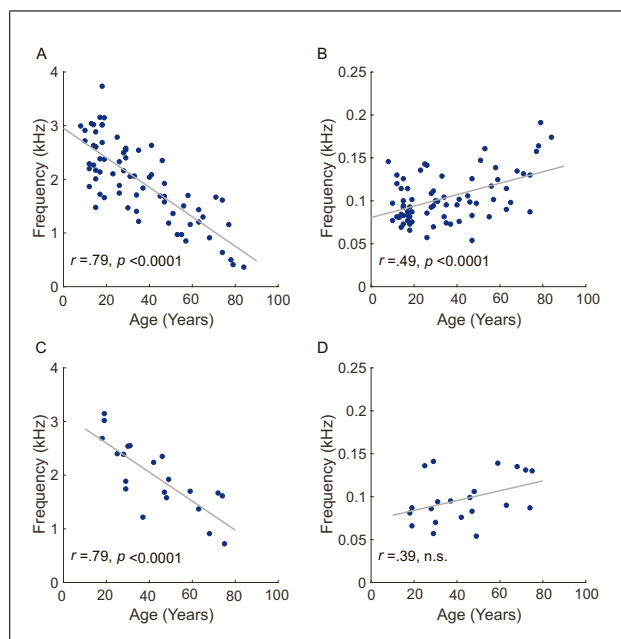 A
Frequency (kHz)
4
3
2
1
0
r =.79, p <0.0001
0 20 40 60 80 100
Age (Years)
B
Frequency (kHz)
0.25
0.2
0.15
0.1
0.05
0
r =.49, p <0.0001
0 20 40 60 80 100
Age (Years)
C
Frequency (kHz)
4
3
2
1
0
r =.79, p <0.0001
0 20 40 60 80 100
Age (Years)
D
Frequency (kHz)
0.25
0.2
0.15
0.1
0.05
0
r =.39, n.s.
0 20 40 60 80 100
Age (Years)